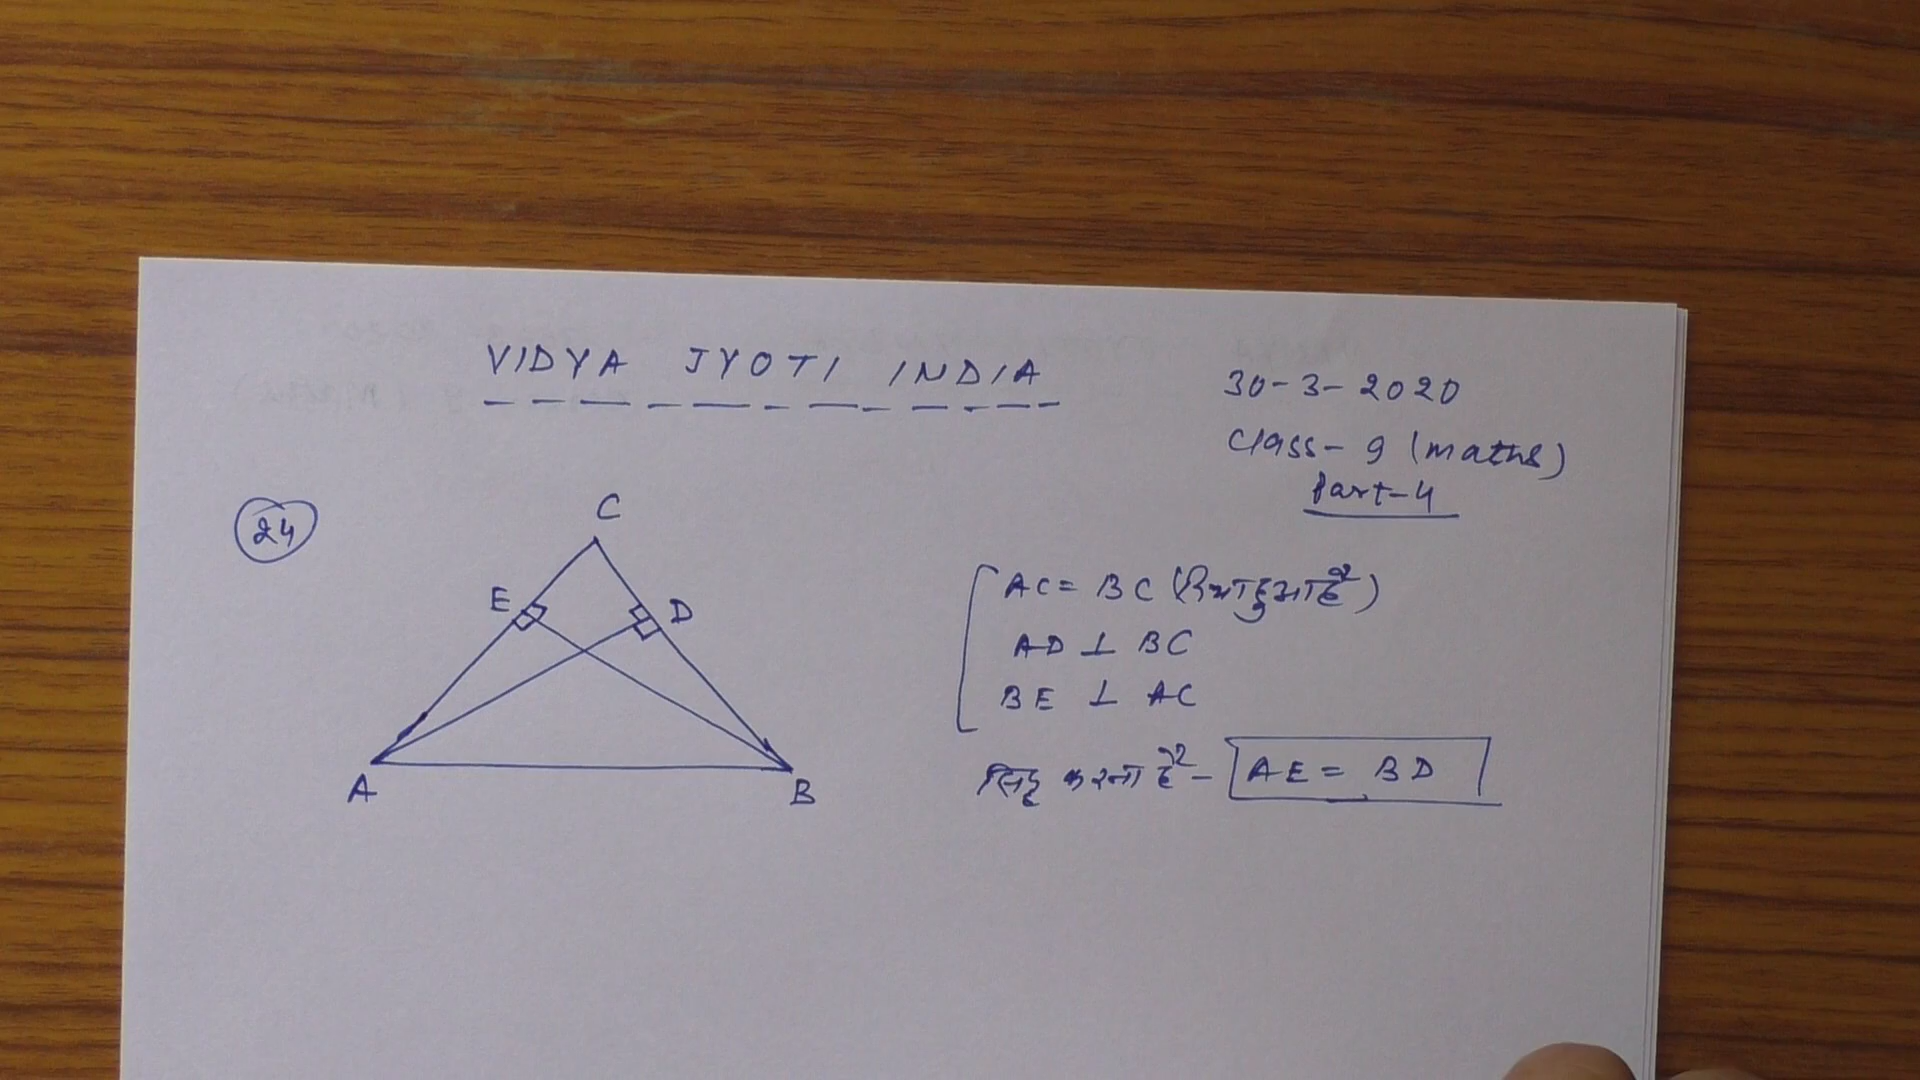 VIDYA JYOTI INDIA
30-3-2020
Class-9 (maths)
Part-4
24
C
E
D
A
B
AC = BC (दिया हुआ है)
AD ⊥ BC
BE ⊥ AC
सिद्ध करना है - AE = BD